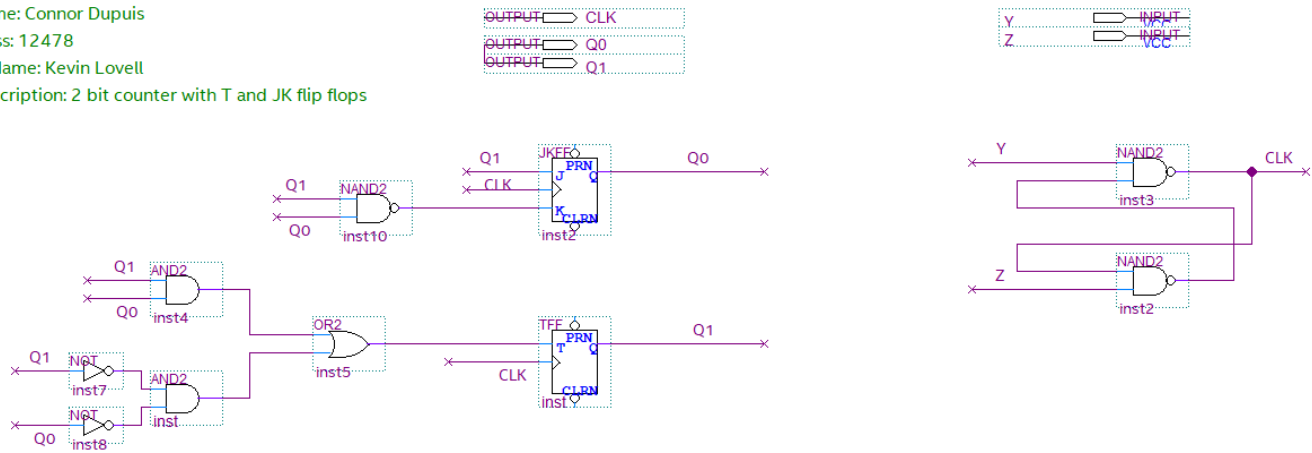 me: Connor Dupuis
ss: 12478
Name: Kevin Lovell
cription: 2 bit counter with T and JK flip flops
OUTPUT CLK
OUTPUT Q0
OUTPUT Q1
Y INPUT
VCC
Z INPUT
VCC
Q1
Q0
NAND2
inst10
JKFF
Q1
CLK
PRN
J
Q
K
CLRN
inst2
Q0
Y
NAND2
inst3
CLK
Z
NAND2
inst2
Q1
Q0
AND2
inst4
Q1
NOT
inst7
Q0
NOT
inst8
AND2
inst
OR2
inst5
TFF
PRN
T
Q
CLK
CLRN
inst
Q1